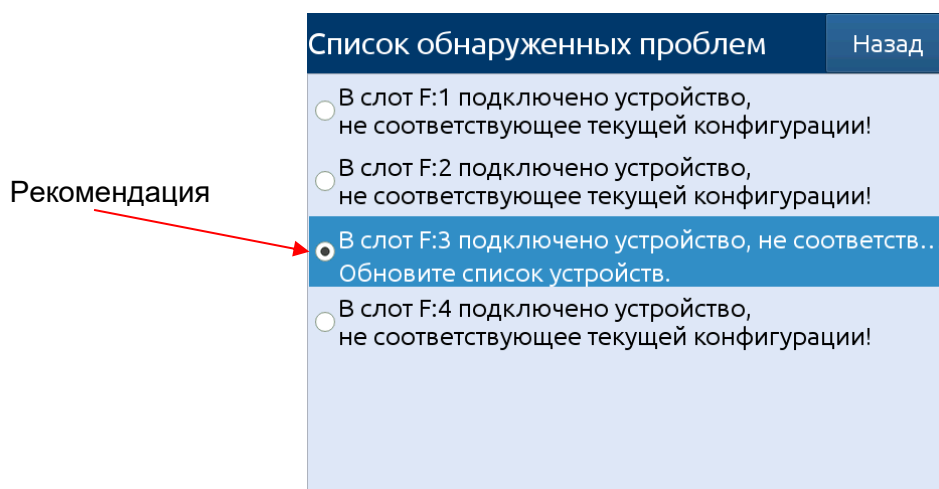 Список обнаруженных проблем
Назад
В слот F:1 подключено устройство,
не соответствующее текущей конфигурации!
В слот F:2 подключено устройство,
не соответствующее текущей конфигурации!
Рекомендация
В слот F:3 подключено устройство, не соответств..
Обновите список устройств.
В слот F:4 подключено устройство,
не соответствующее текущей конфигурации!